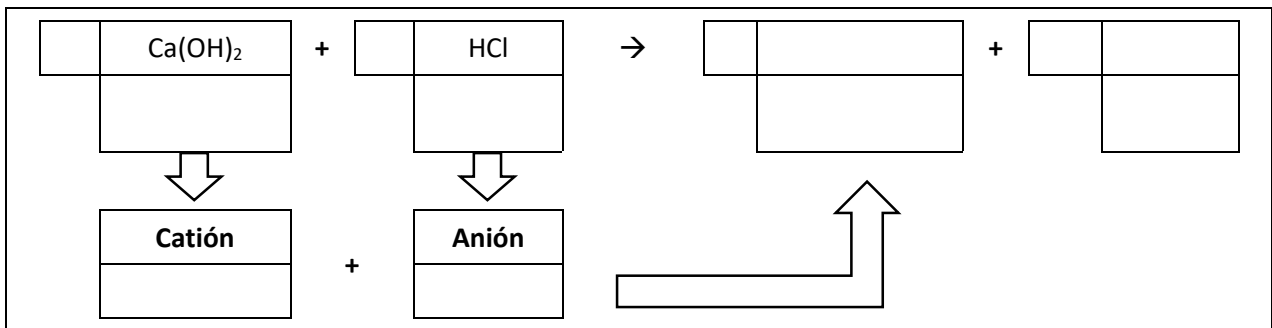 Ca(OH)₂ + HCl → +
Catión + Anión